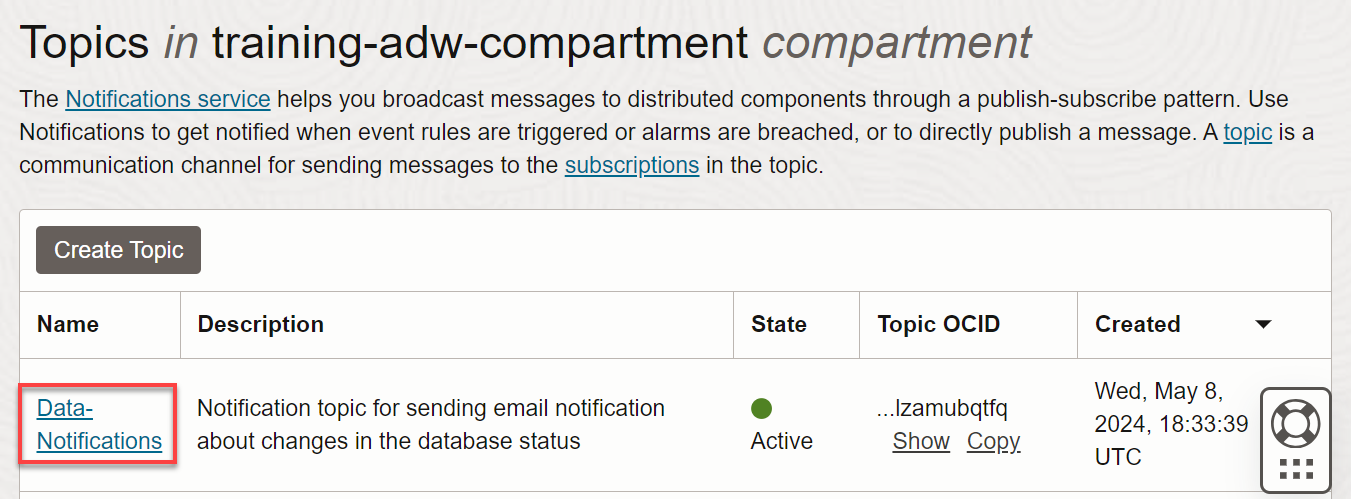 Topics in training-adw-compartment compartment
The Notifications service helps you broadcast messages to distributed components through a publish-subscribe pattern. Use
Notifications to get notified when event rules are triggered or alarms are breached, or to directly publish a message. A topic is a
communication channel for sending messages to the subscriptions in the topic.
Create Topic
Name Description State Topic OCID Created
Data-
Notifications
Notification topic for sending email notification
about changes in the database status
Active
...lzamubqtfq
Show Copy
Wed, May 8,
2024, 18:33:39
UTC